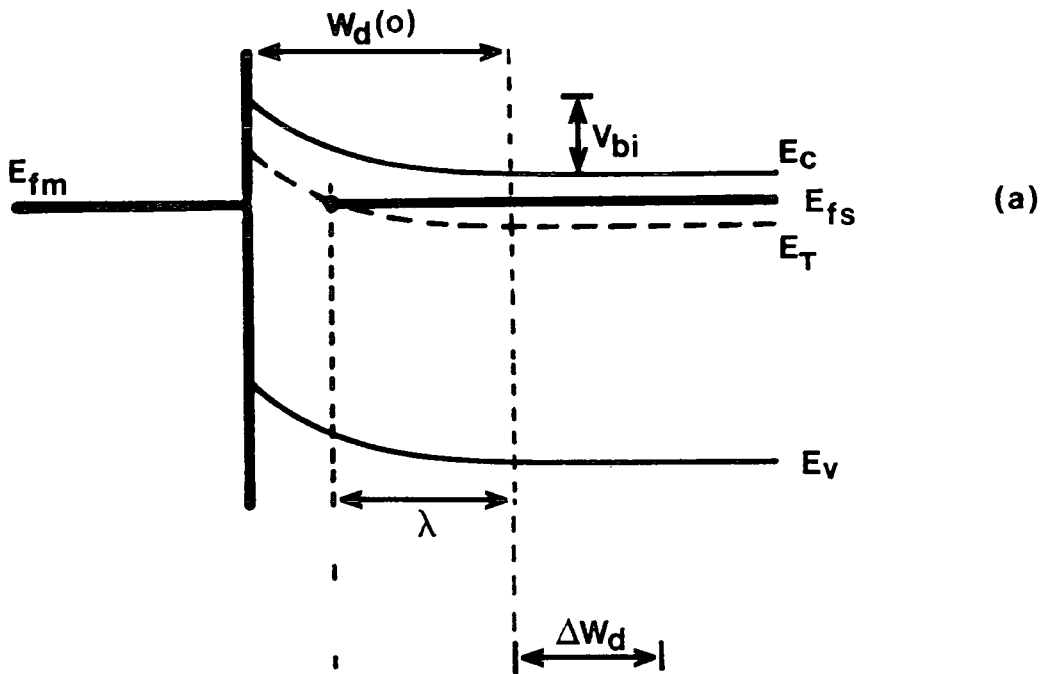 W_d(o)
V_bi
E_C
E_fm
E_fs
(a)
E_T
E_V
λ
ΔW_d